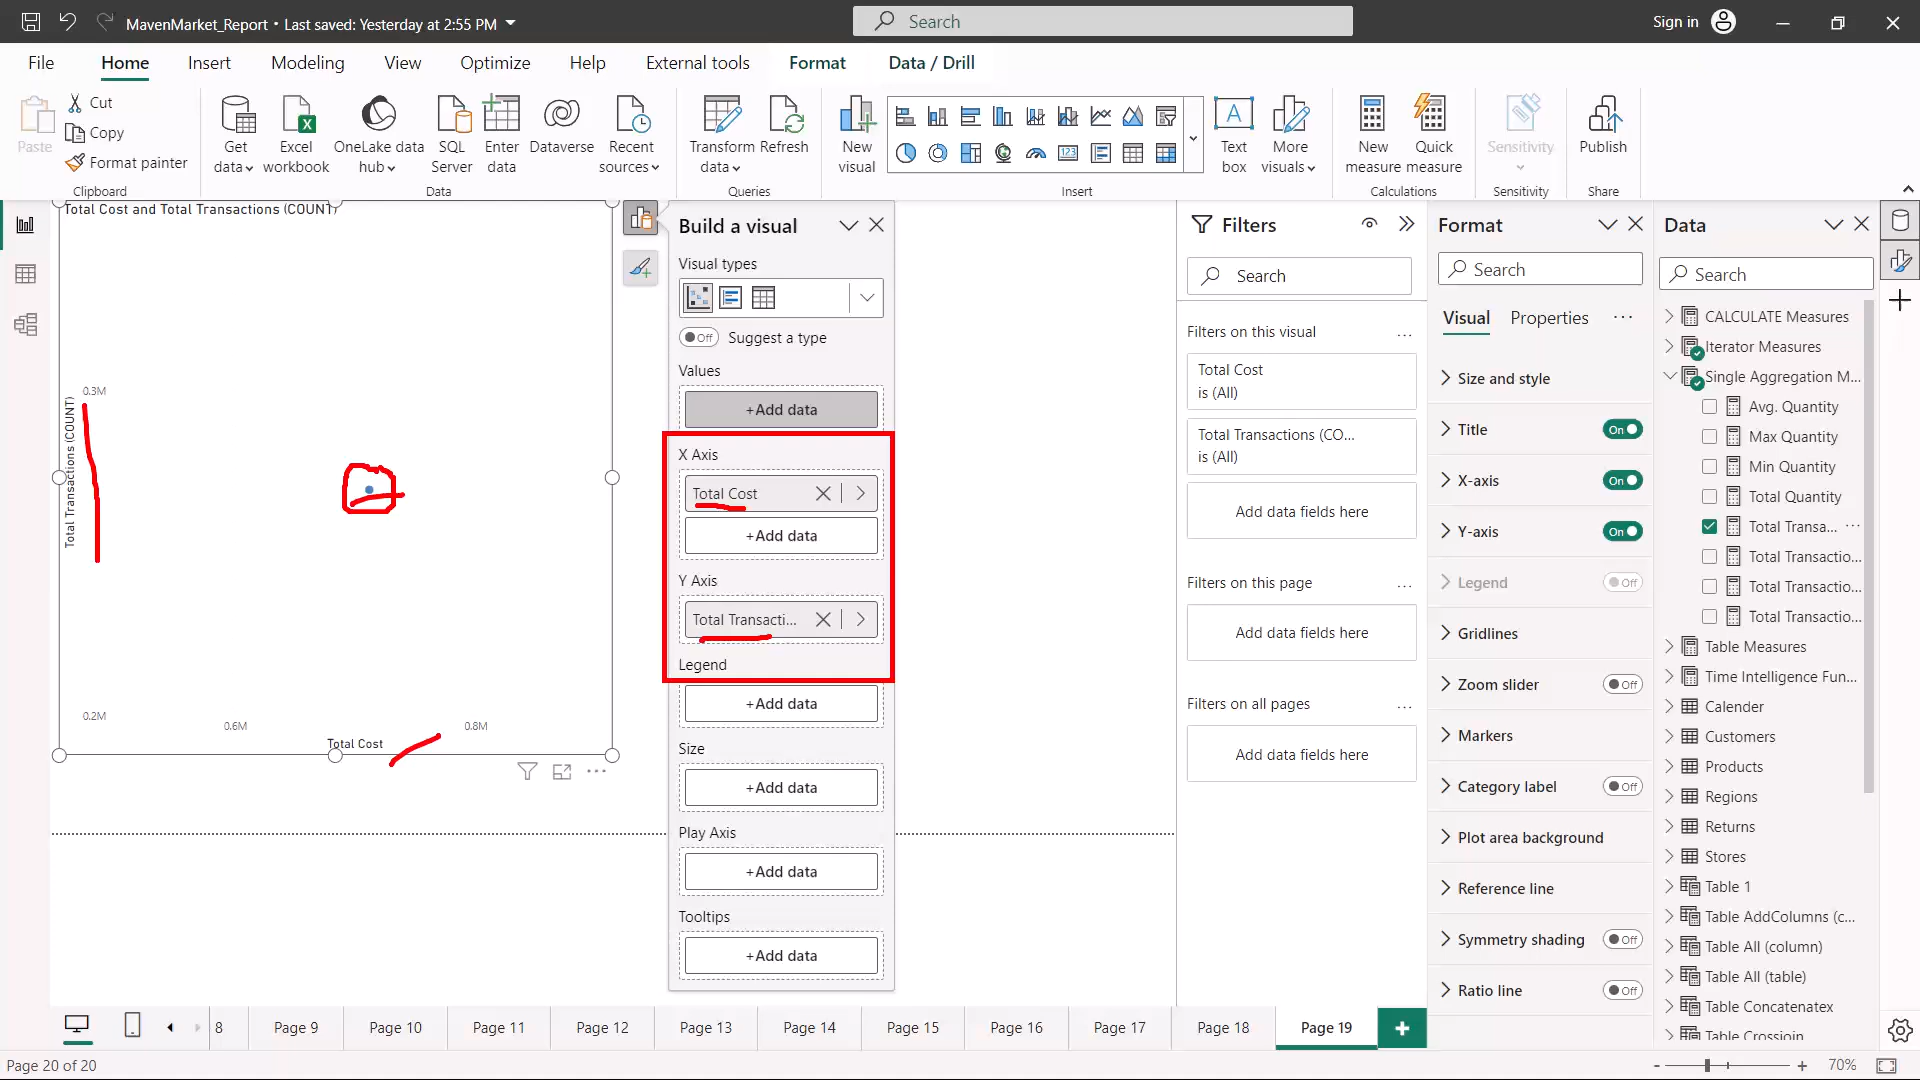 MavenMarket_Report • Last saved: Yesterday at 2:55 PM
Search
Sign in
File
Home
Insert
Modeling
View
Optimize
Help
External tools
Format
Data / Drill
Paste
Cut
Copy
Format painter
Clipboard
Get data
Excel workbook
OneLake data hub
SQL Server
Enter data
Dataverse
Recent sources
Data
Transform data
Refresh
Queries
New visual
Text box
More visuals
Insert
New measure
Quick measure
Calculations
Sensitivity
Sensitivity
Publish
Share
Total Cost and Total Transactions (COUNT)
0.3M
Total Transactions (COUNT)
0.2M
0.6M
0.8M
Total Cost
Build a visual
Visual types
Off
Suggest a type
Values
+Add data
X Axis
Total Cost
+Add data
Y Axis
Total Transacti...
Legend
+Add data
Size
+Add data
Play Axis
+Add data
Tooltips
+Add data
Filters
Search
Filters on this visual
...
Total Cost
is (All)
Total Transactions (CO...
is (All)
Add data fields here
Filters on this page
...
Add data fields here
Filters on all pages
...
Add data fields here
Format
Search
Visual
Properties
...
Size and style
Title
On
X-axis
On
Y-axis
On
Legend
Off
Gridlines
Zoom slider
Off
Markers
Category label
Off
Plot area background
Reference line
Symmetry shading
Off
Ratio line
Off
Data
Search
CALCULATE Measures
Iterator Measures
Single Aggregation M...
Avg. Quantity
Max Quantity
Min Quantity
Total Quantity
Total Transa... ...
Total Transactio...
Total Transactio...
Total Transactio...
Table Measures
Time Intelligence Fun...
Calender
Customers
Products
Regions
Returns
Stores
Table 1
Table AddColumns (c...
Table All (column)
Table All (table)
Table Concatenatex
Table Crossjoin
8
Page 9
Page 10
Page 11
Page 12
Page 13
Page 14
Page 15
Page 16
Page 17
Page 18
Page 19
+
Page 20 of 20
- + 70%